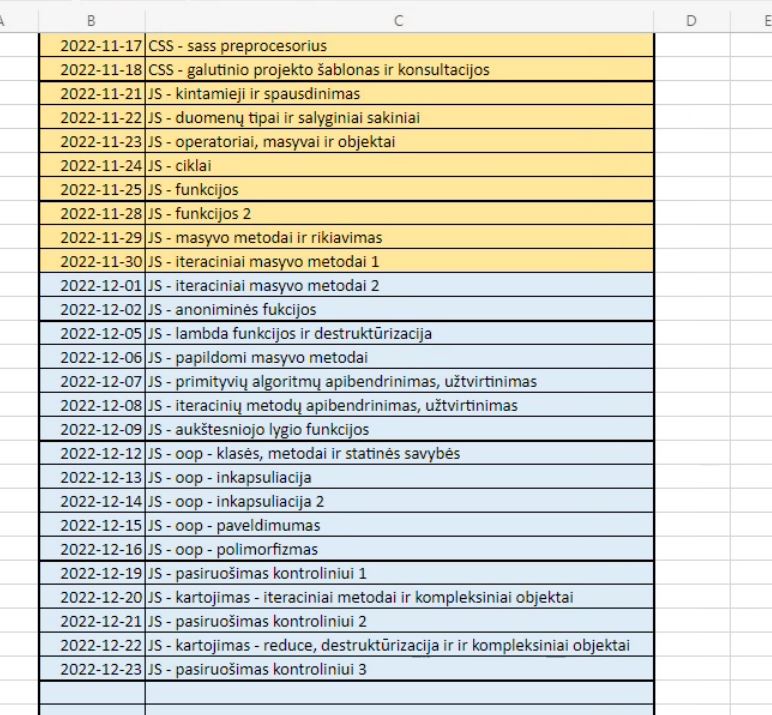 A B C D E
2022-11-17 CSS - sass preprocesorius
2022-11-18 CSS - galutinio projekto šablonas ir konsultacijos
2022-11-21 JS - kintamieji ir spausdinimas
2022-11-22 JS - duomenų tipai ir salyginiai sakiniai
2022-11-23 JS - operatoriai, masyvai ir objektai
2022-11-24 JS - ciklai
2022-11-25 JS - funkcijos
2022-11-28 JS - funkcijos 2
2022-11-29 JS - masyvo metodai ir rikiavimas
2022-11-30 JS - iteraciniai masyvo metodai 1
2022-12-01 JS - iteraciniai masyvo metodai 2
2022-12-02 JS - anoniminės fukcijos
2022-12-05 JS - lambda funkcijos ir destruktūrizacija
2022-12-06 JS - papildomi masyvo metodai
2022-12-07 JS - primityvių algoritmų apibendrinimas, užtvirtinimas
2022-12-08 JS - iteracinių metodų apibendrinimas, užtvirtinimas
2022-12-09 JS - aukštesniojo lygio funkcijos
2022-12-12 JS - oop - klasės, metodai ir statinės savybės
2022-12-13 JS - oop - inkapsuliacija
2022-12-14 JS - oop - inkapsuliacija 2
2022-12-15 JS - oop - paveldimumas
2022-12-16 JS - oop - polimorfizmas
2022-12-19 JS - pasiruošimas kontroliniui 1
2022-12-20 JS - kartojimas - iteraciniai metodai ir kompleksiniai objektai
2022-12-21 JS - pasiruošimas kontroliniui 2
2022-12-22 JS - kartojimas - reduce, destruktūrizacija ir ir kompleksiniai objektai
2022-12-23 JS - pasiruošimas kontroliniui 3